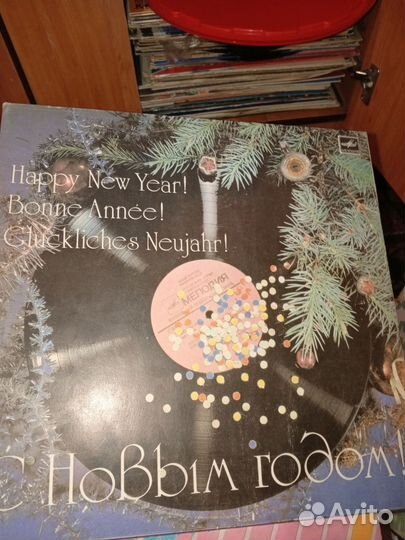 Happy New Year!
Bonne Année!
Glückliches Neujahr!
МЕЛОДИЯ
С Новым годом!
Avito